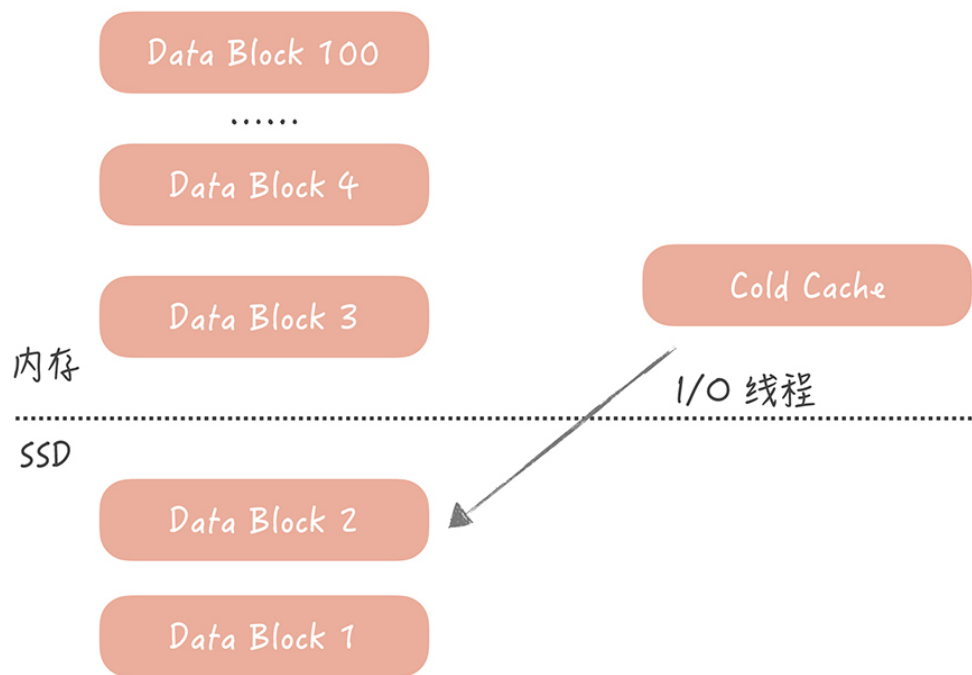 Data Block 100
......
Data Block 4
Cold Cache
Data Block 3
内存
I/O 线程
SSD
Data Block 2
Data Block 1